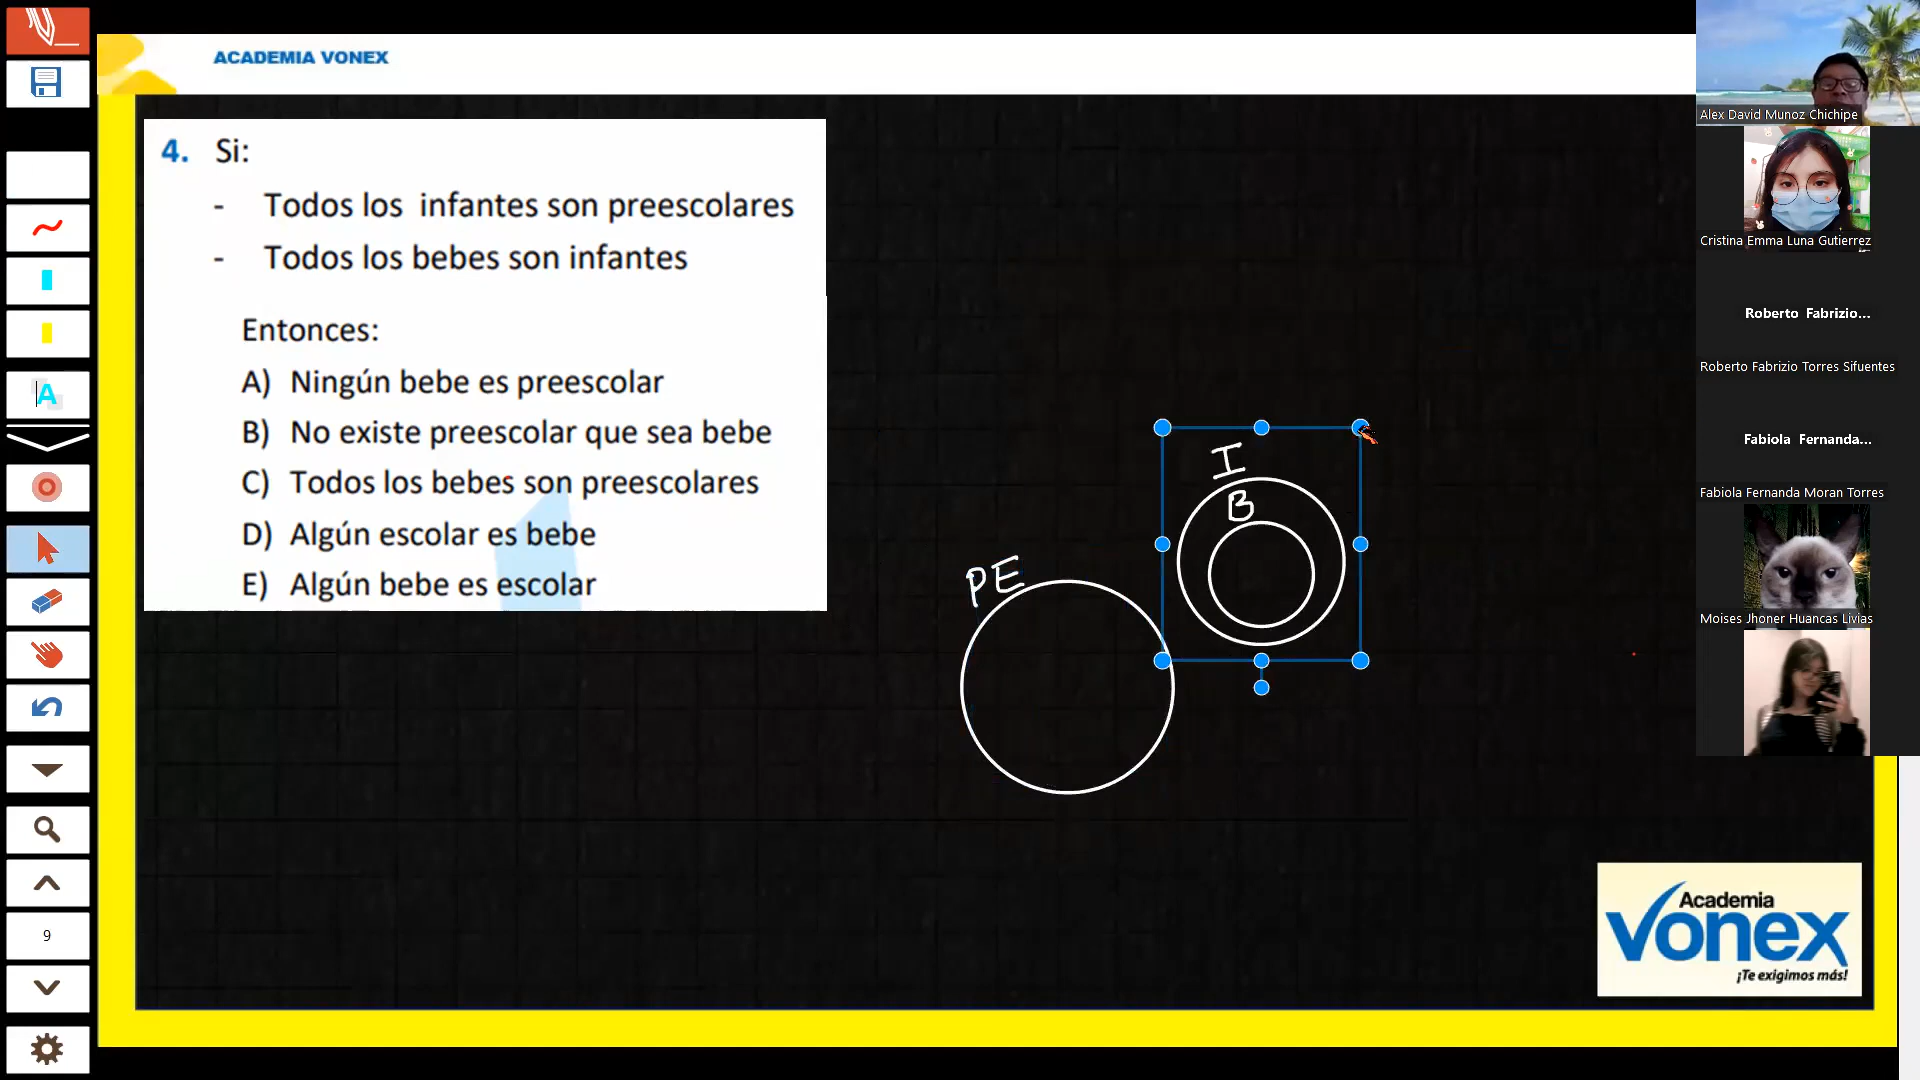 ACADEMIA VONEX
4. Si:
- Todos los infantes son preescolares
- Todos los bebes son infantes
Entonces:
A) Ningún bebe es preescolar
B) No existe preescolar que sea bebe
C) Todos los bebes son preescolares
D) Algún escolar es bebe
E) Algún bebe es escolar
I
B
PE
Alex David Munoz Chichipe
Cristina Emma Luna Gutierrez
Roberto Fabrizio...
Roberto Fabrizio Torres Sifuentes
Fabiola Fernanda...
Fabiola Fernanda Moran Torres
Moises Jhoner Huancas Livias
A
9
Academia
Vonex
¡Te exigimos más!